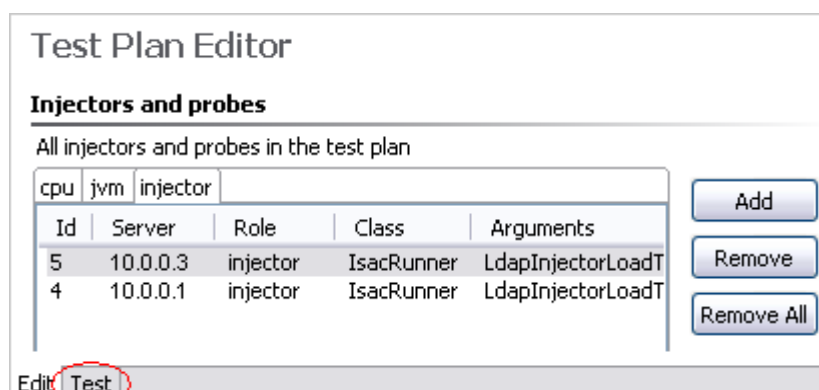 Test Plan Editor
Injectors and probes
All injectors and probes in the test plan
cpu jvm injector
Id Server Role Class Arguments
5 10.0.0.3 injector IsacRunner LdapInjectorLoadT
4 10.0.0.1 injector IsacRunner LdapInjectorLoadT
Add
Remove
Remove All
Edit Test